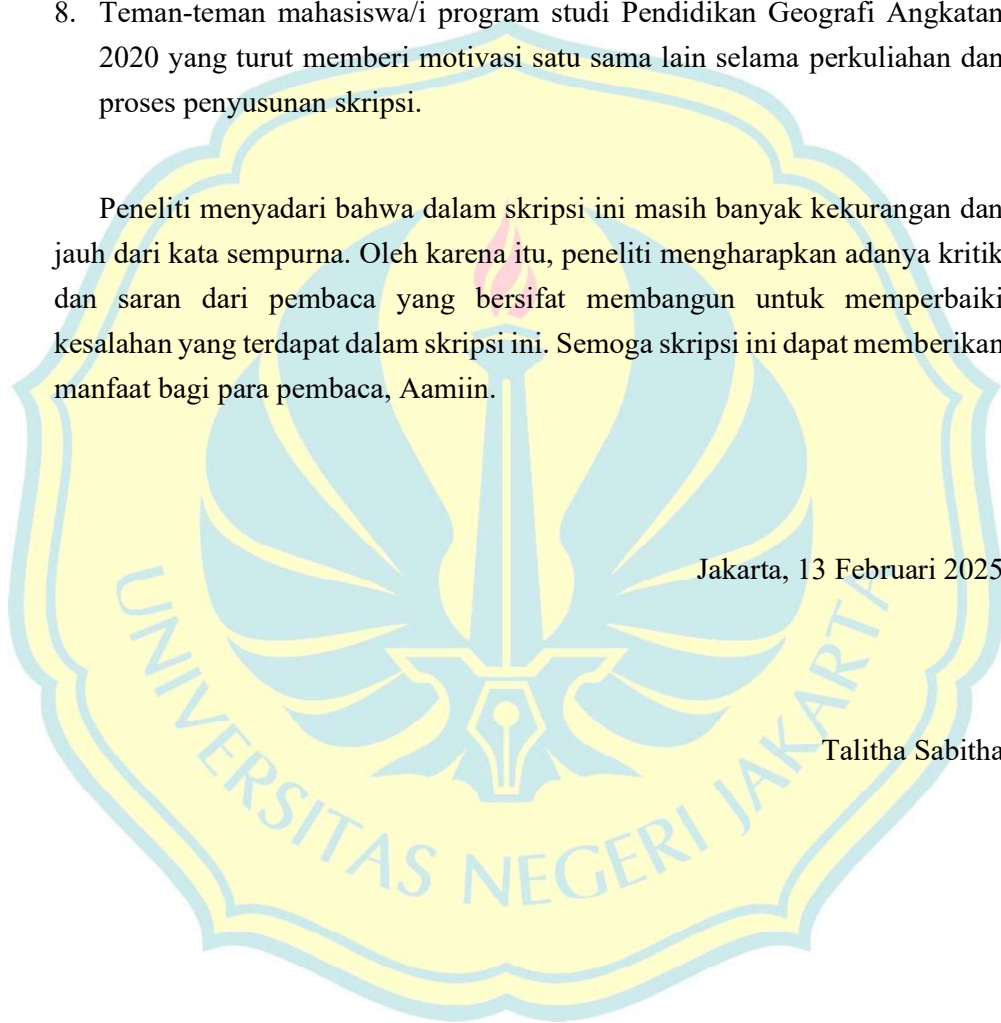 8. Teman-teman mahasiswa/i program studi Pendidikan Geografi Angkatan
2020 yang turut memberi motivasi satu sama lain selama perkuliahan dan
proses penyusunan skripsi.
Peneliti menyadari bahwa dalam skripsi ini masih banyak kekurangan dan
jauh dari kata sempurna. Oleh karena itu, peneliti mengharapkan adanya kritik
dan saran dari pembaca yang bersifat membangun untuk memperbaiki
kesalahan yang terdapat dalam skripsi ini. Semoga skripsi ini dapat memberikan
manfaat bagi para pembaca, Aamiin.
Jakarta, 13 Februari 2025
Talitha Sabitha
UNIVERSITAS NEGERI JAKARTA